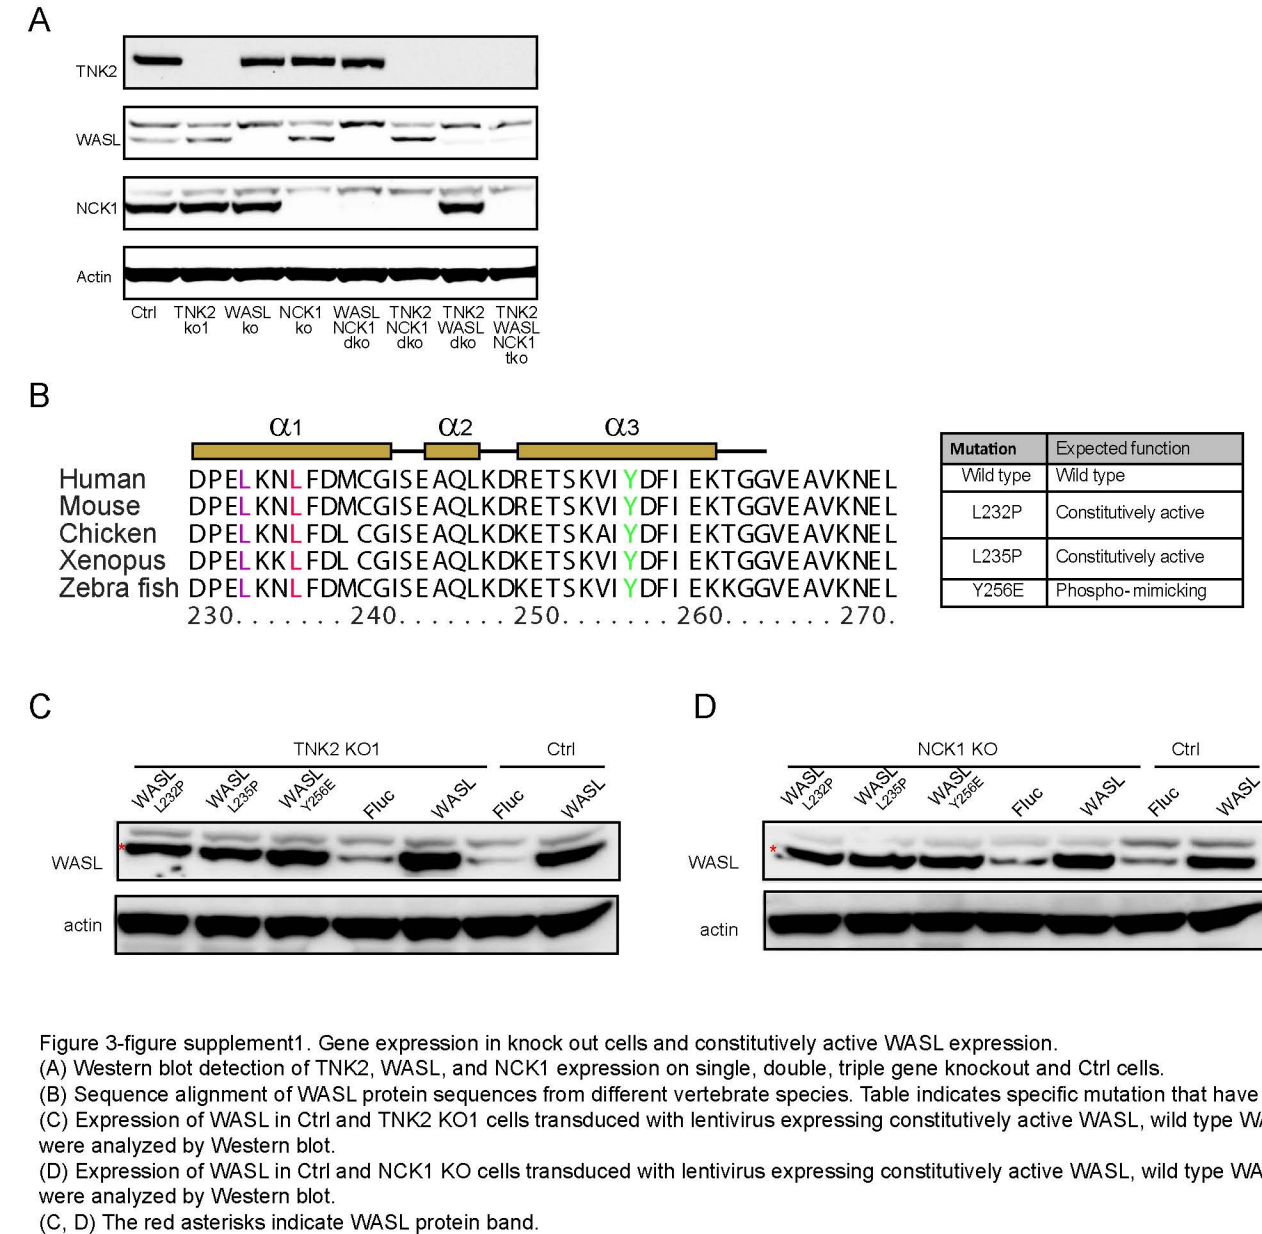 A
TNK2
WASL
NCK1
Actin
Ctrl TNK2 ko1 WASL ko NCK1 ko WASL NCK1 dko TNK2 NCK1 dko TNK2 WASL dko TNK2 WASL NCK1 tko
B
α1 α2 α3
Human DPELKNLFDMCGISEAQLKDRETSKVIYDFIEKTGGVEAVKNEL
Mouse DPELKNLFDMCGISEAQLKDRETSKVIYDFIEKTGGVEAVKNEL
Chicken DPELKNLFDLCGISEAQLKDRETSKAIYDFIEKTGGVEAVKNEL
Xenopus DPELKKLFDLCGISEAQLKDKETSKVIYDFIEKTGGVEAVKNEL
Zebra fish DPELKNLFDMCGISEAQLKDKETSKVIYDFIEKKGGVEAVKNEL
230.......240.......250.......260.......270.
Mutation Expected function
Wild type Wild type
L232P Constitutively active
L235P Constitutively active
Y256E Phospho-mimicking
C
TNK2 KO1 Ctrl
WASL L232P WASL L235P WASL Y256E Fluc WASL Fluc WASL
*
WASL
actin
D
NCK1 KO Ctrl
WASL L232P WASL L235P WASL Y256E Fluc WASL Fluc WASL
*
WASL
actin
Figure 3-figure supplement1. Gene expression in knock out cells and constitutively active WASL expression.
(A) Western blot detection of TNK2, WASL, and NCK1 expression on single, double, triple gene knockout and Ctrl cells.
(B) Sequence alignment of WASL protein sequences from different vertebrate species. Table indicates specific mutation that have
(C) Expression of WASL in Ctrl and TNK2 KO1 cells transduced with lentivirus expressing constitutively active WASL, wild type
were analyzed by Western blot.
(D) Expression of WASL in Ctrl and NCK1 KO cells transduced with lentivirus expressing constitutively active WASL, wild type
were analyzed by Western blot.
(C, D) The red asterisks indicate WASL protein band.